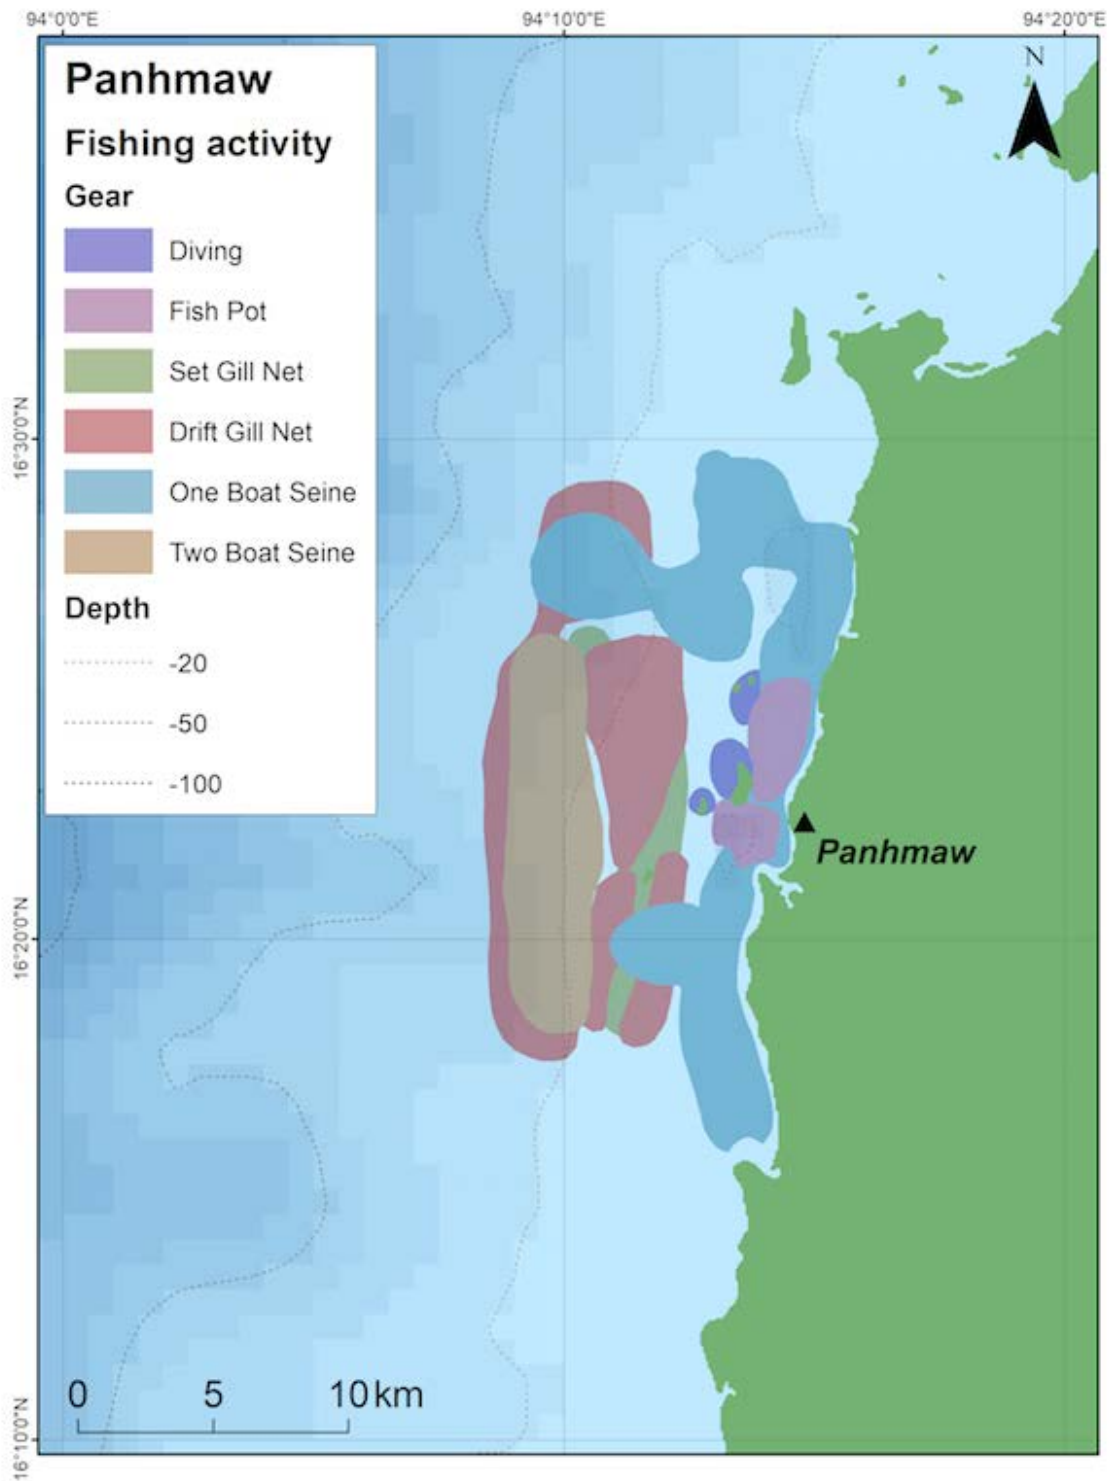 94°0'0"E 94°10'0"E 94°20'0"E
N
Panhmaw
Fishing activity
Gear
Diving
Fish Pot
Set Gill Net
Drift Gill Net
One Boat Seine
Two Boat Seine
Depth
-20
-50
-100
16°30'0"N
Panhmaw
16°20'0"N
0 5 10 km
16°10'0"N